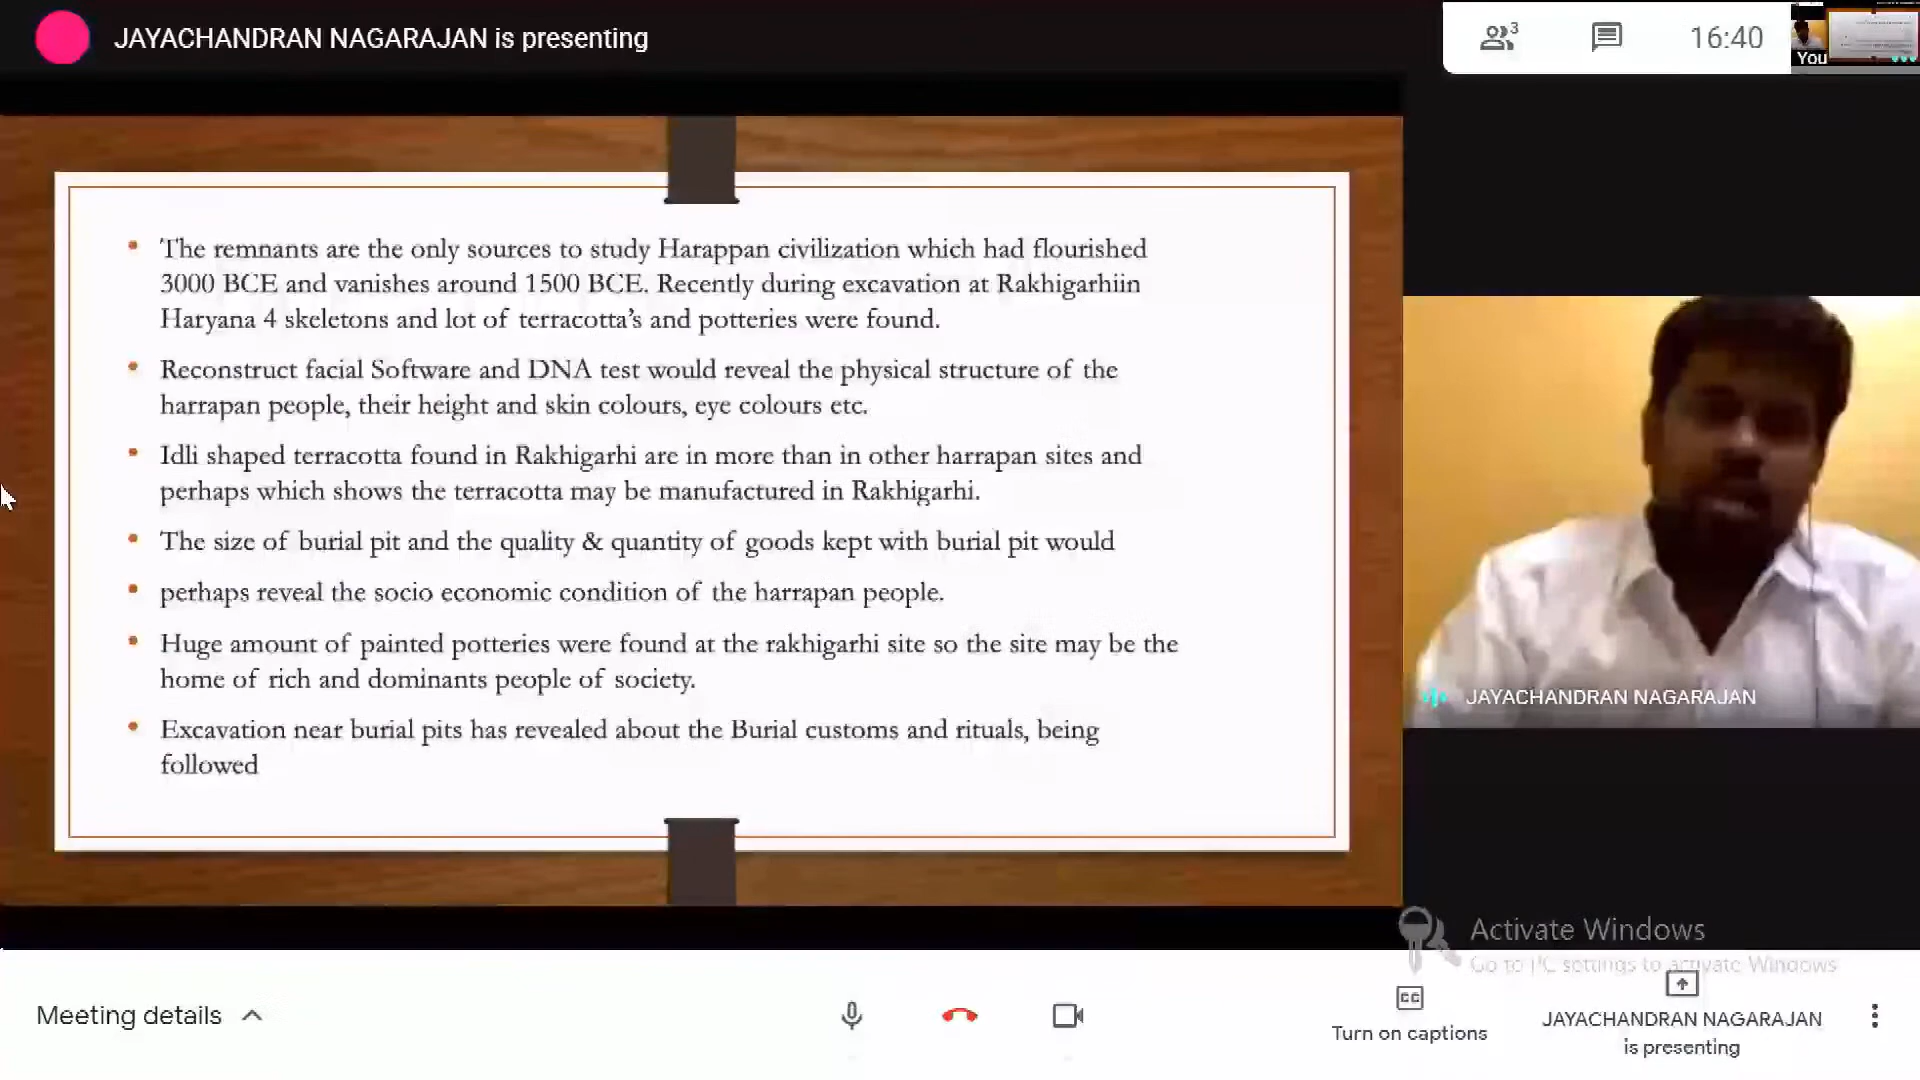 JAYACHANDRAN NAGARAJAN is presenting
3
16:40
You
The remnants are the only sources to study Harappan civilization which had flourished
3000 BCE and vanishes around 1500 BCE. Recently during excavation at Rakhigarhiin
Haryana 4 skeletons and lot of terracotta's and potteries were found.
Reconstruct facial Software and DNA test would reveal the physical structure of the
harrapan people, their height and skin colours, eye colours etc.
Idli shaped terracotta found in Rakhigarhi are in more than in other harrapan sites and
perhaps which shows the terracotta may be manufactured in Rakhigarhi.
The size of burial pit and the quality & quantity of goods kept with burial pit would
perhaps reveal the socio economic condition of the harrapan people.
Huge amount of painted potteries were found at the rakhigarhi site so the site may be the
home of rich and dominants people of society.
Excavation near burial pits has revealed about the Burial customs and rituals, being
followed
JAYACHANDRAN NAGARAJAN
Activate Windows
Go to PC settings to activate Windows
Meeting details
CC
Turn on captions
JAYACHANDRAN NAGARAJAN
is presenting